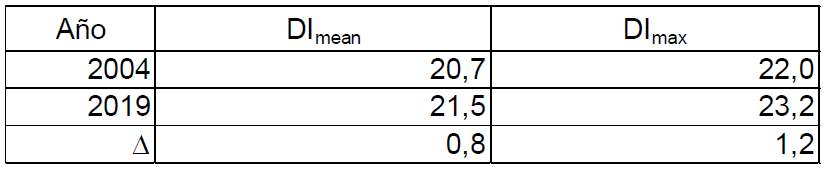 Año DImean DImax
2004 20,7 22,0
2019 21,5 23,2
Δ 0,8 1,2